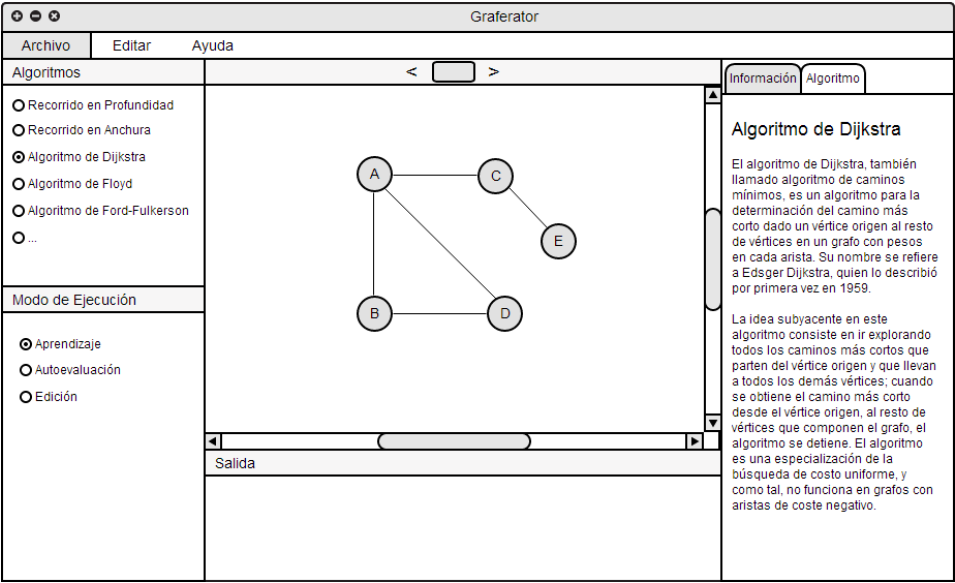 Graferator
Archivo Editar Ayuda
Algoritmos
Recorrido en Profundidad
Recorrido en Anchura
Algoritmo de Dijkstra
Algoritmo de Floyd
Algoritmo de Ford-Fulkerson
...
Modo de Ejecución
Aprendizaje
Autoevaluación
Edición
< >
A
C
E
B
D
Salida
Información Algoritmo
Algoritmo de Dijkstra
El algoritmo de Dijkstra, también
llamado algoritmo de caminos
mínimos, es un algoritmo para la
determinación del camino más
corto dado un vértice origen al resto
de vértices en un grafo con pesos
en cada arista. Su nombre se refiere
a Edsger Dijkstra, quien lo describió
por primera vez en 1959.
La idea subyacente en este
algoritmo consiste en ir explorando
todos los caminos más cortos que
parten del vértice origen y que llevan
a todos los demás vértices; cuando
se obtiene el camino más corto
desde el vértice origen, al resto de
vértices que componen el grafo, el
algoritmo se detiene. El algoritmo
es una especialización de la
búsqueda de costo uniforme, y
como tal, no funciona en grafos con
aristas de coste negativo.